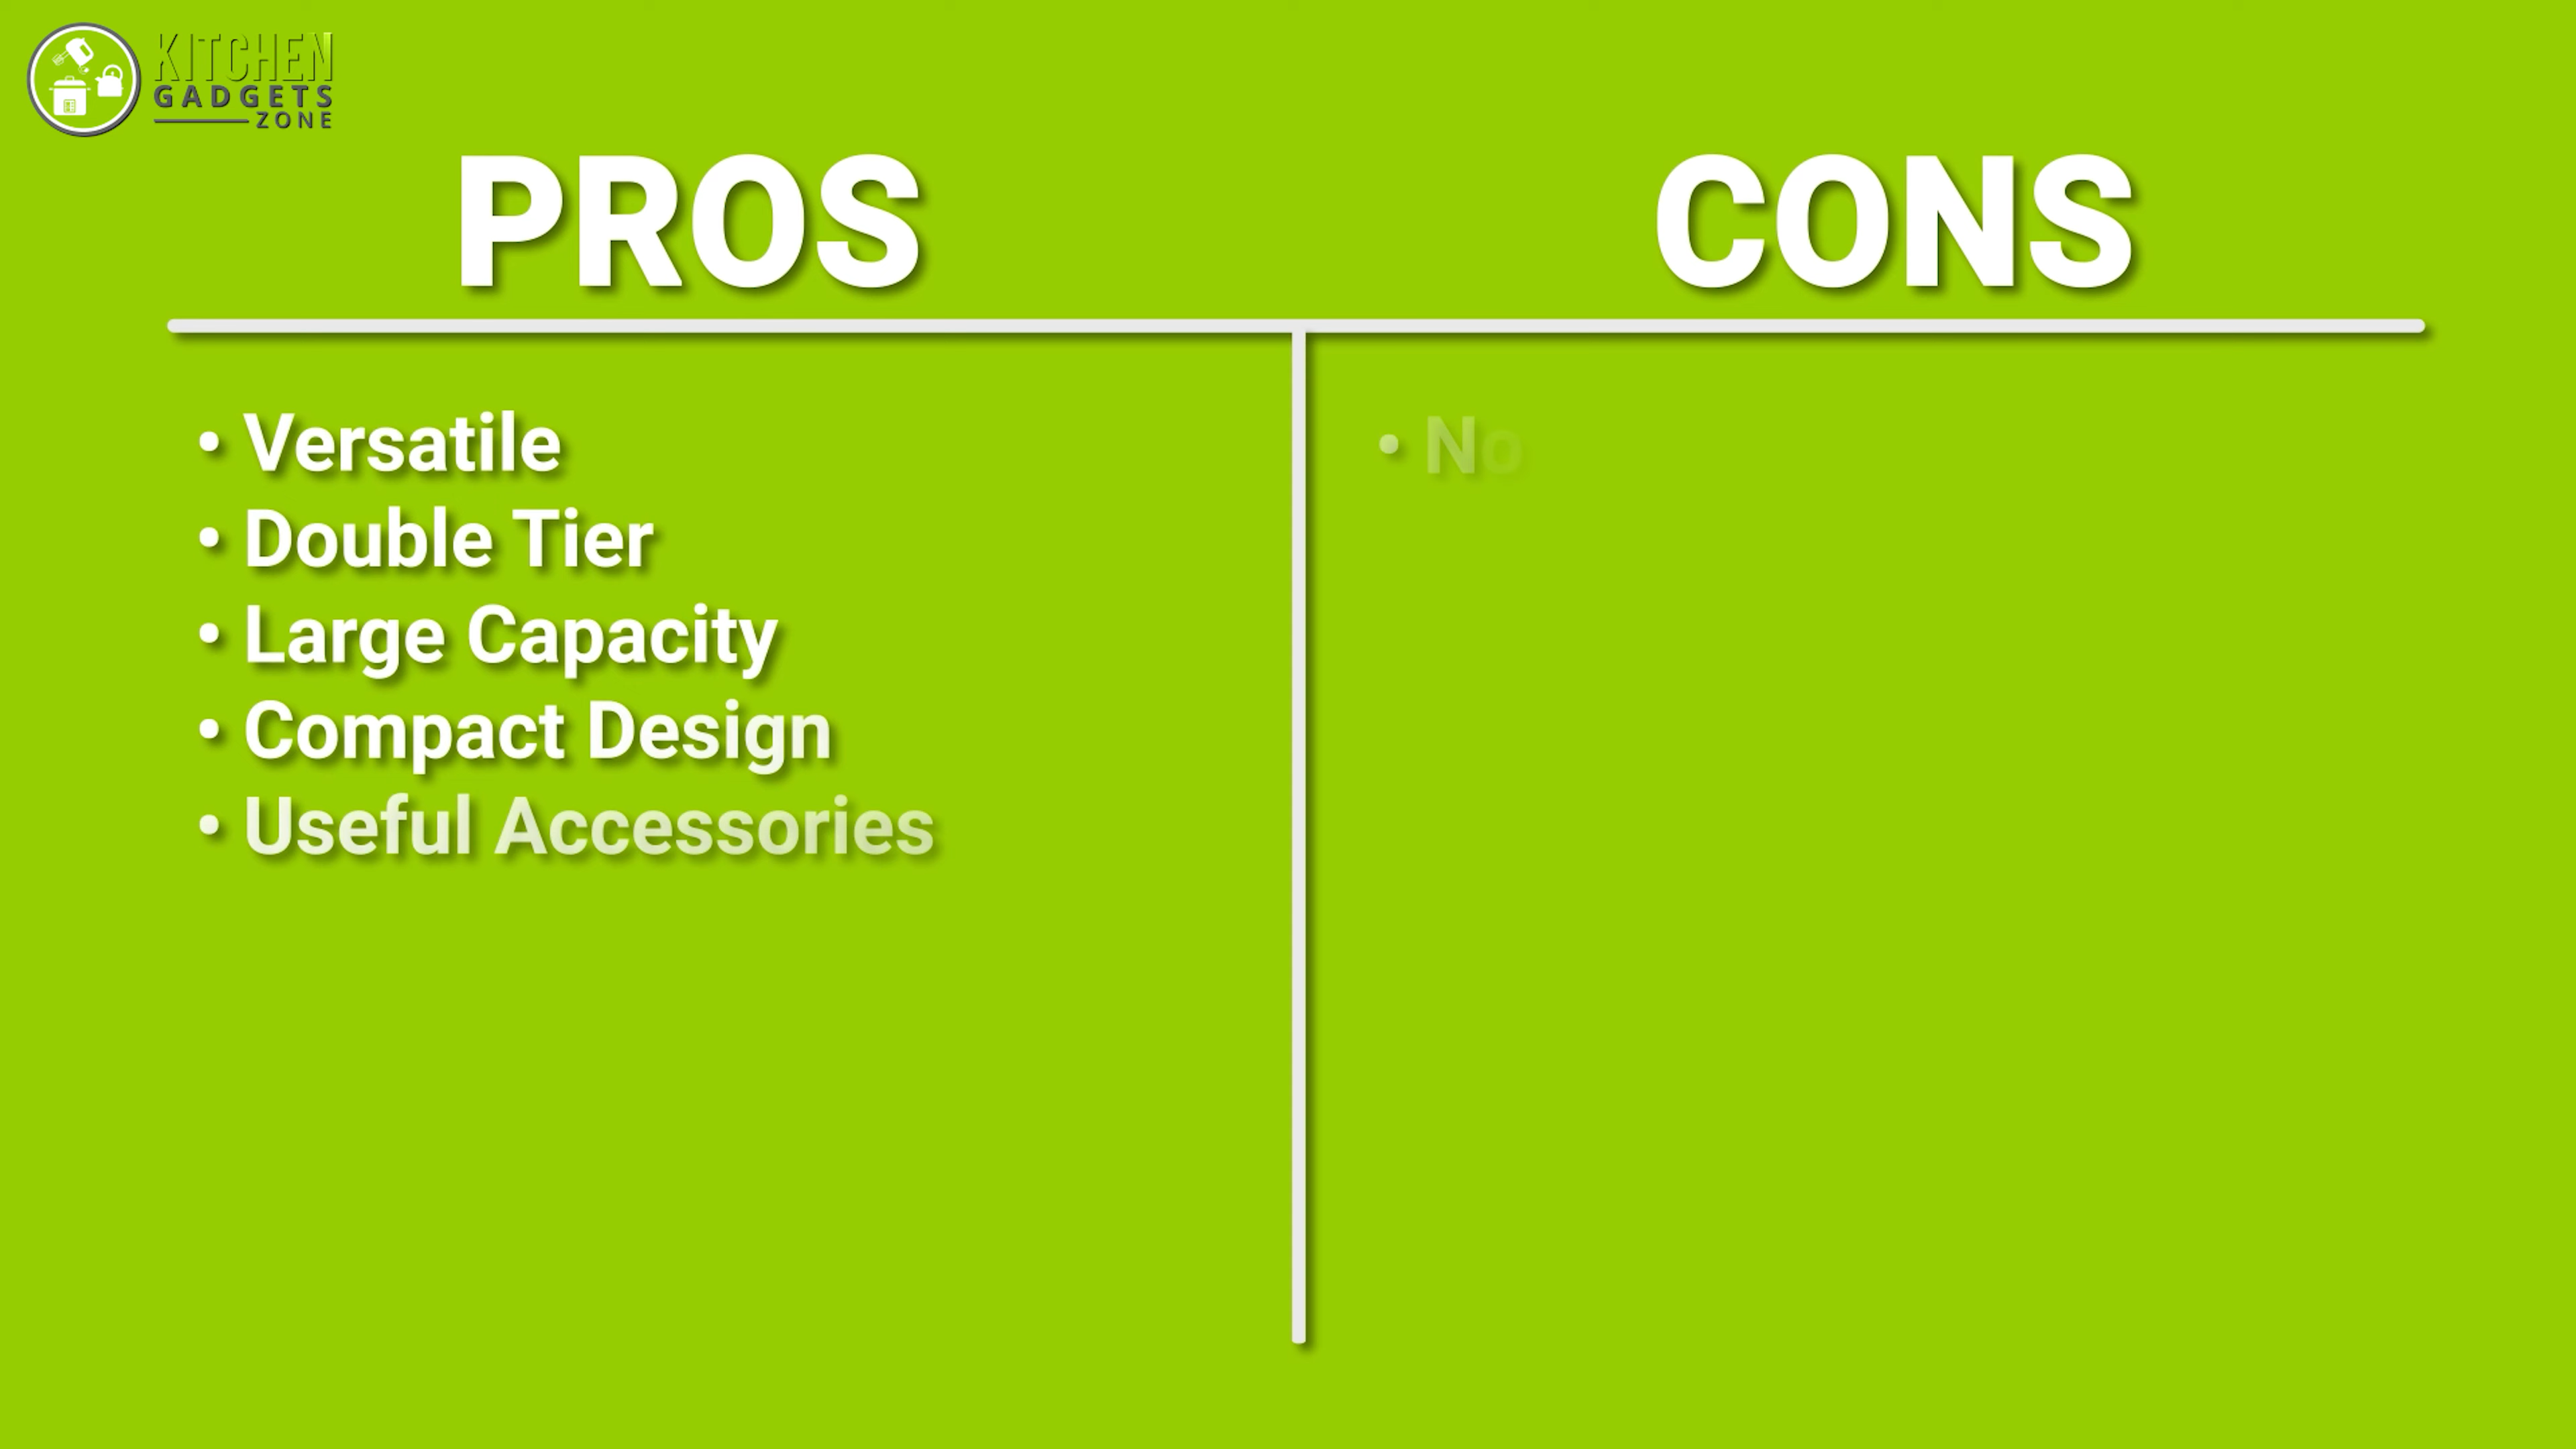 KITCHEN
GADGETS
ZONE
PROS
CONS
• Versatile
• Double Tier
• Large Capacity
• Compact Design
• Useful Accessories
• No